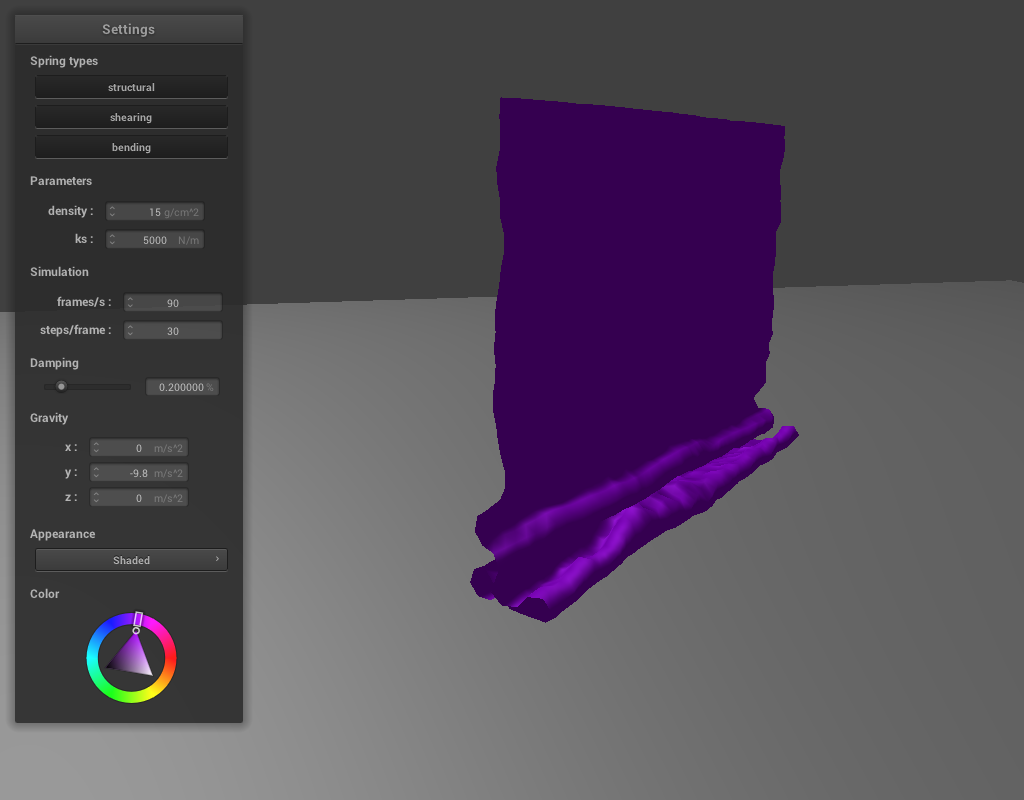 Settings
Spring types
structural
shearing
bending
Parameters
density : 15 g/cm^2
ks : 5000 N/m
Simulation
frames/s : 90
steps/frame : 30
Damping
0.200000 %
Gravity
x : 0 m/s^2
y : -9.8 m/s^2
z : 0 m/s^2
Appearance
Shaded
Color